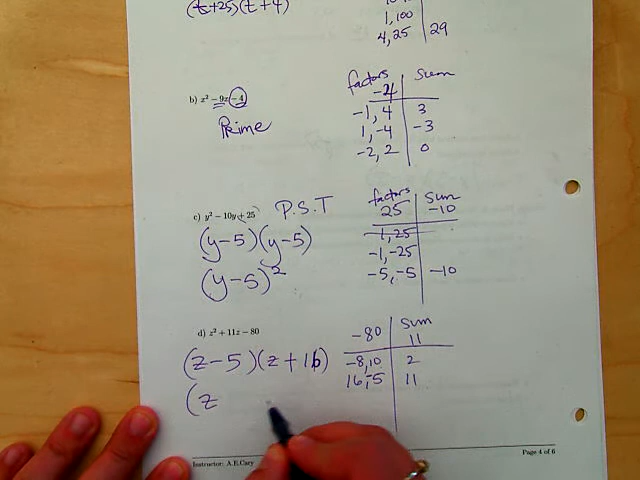 (t+25)(t+4)
1,100
4,25 29
factors sum
-4
b) z² - 9z - 4
Prime
-1,4 3
1,-4 -3
-2,2 0
c) y² - 10y + 25
P.S.T
factors sum
25 -10
(y-5)(y-5)
-1,25
-1,-25
(y-5)²
-5,-5 -10
d) z² + 11z - 80
-80 sum
11
(z-5)(z+16)
-8,10 2
16,-5 11
(z
Instructor: A.E.Cary Page 4 of 6